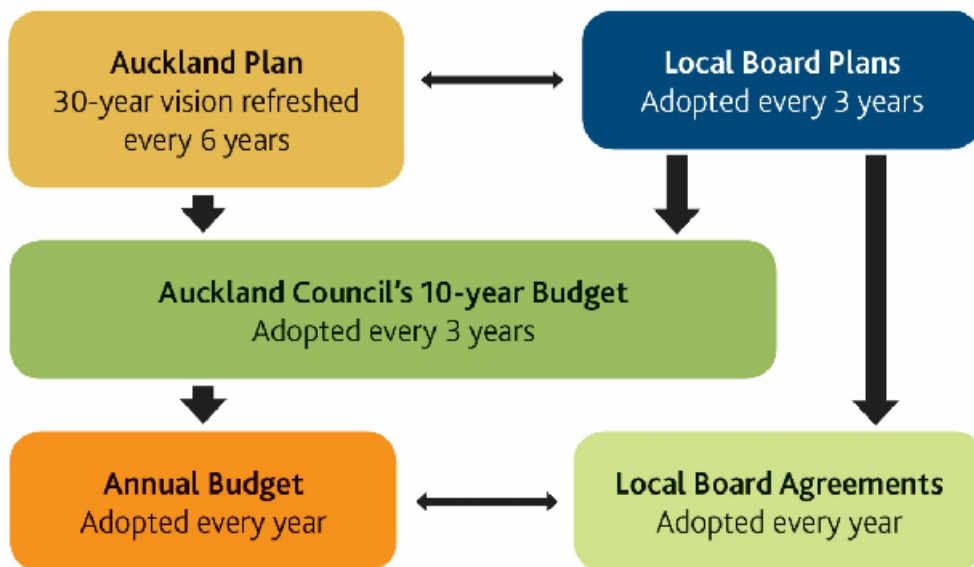 Auckland Plan
30-year vision refreshed
every 6 years
Local Board Plans
Adopted every 3 years
Auckland Council's 10-year Budget
Adopted every 3 years
Annual Budget
Adopted every year
Local Board Agreements
Adopted every year